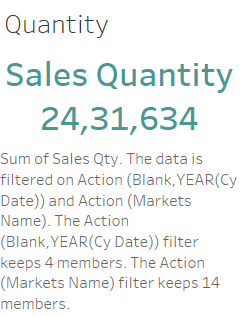 Quantity
Sales Quantity
24,31,634
Sum of Sales Qty. The data is
filtered on Action (Blank,YEAR(Cy
Date)) and Action (Markets
Name). The Action
(Blank,YEAR(Cy Date)) filter
keeps 4 members. The Action
(Markets Name) filter keeps 14
members.